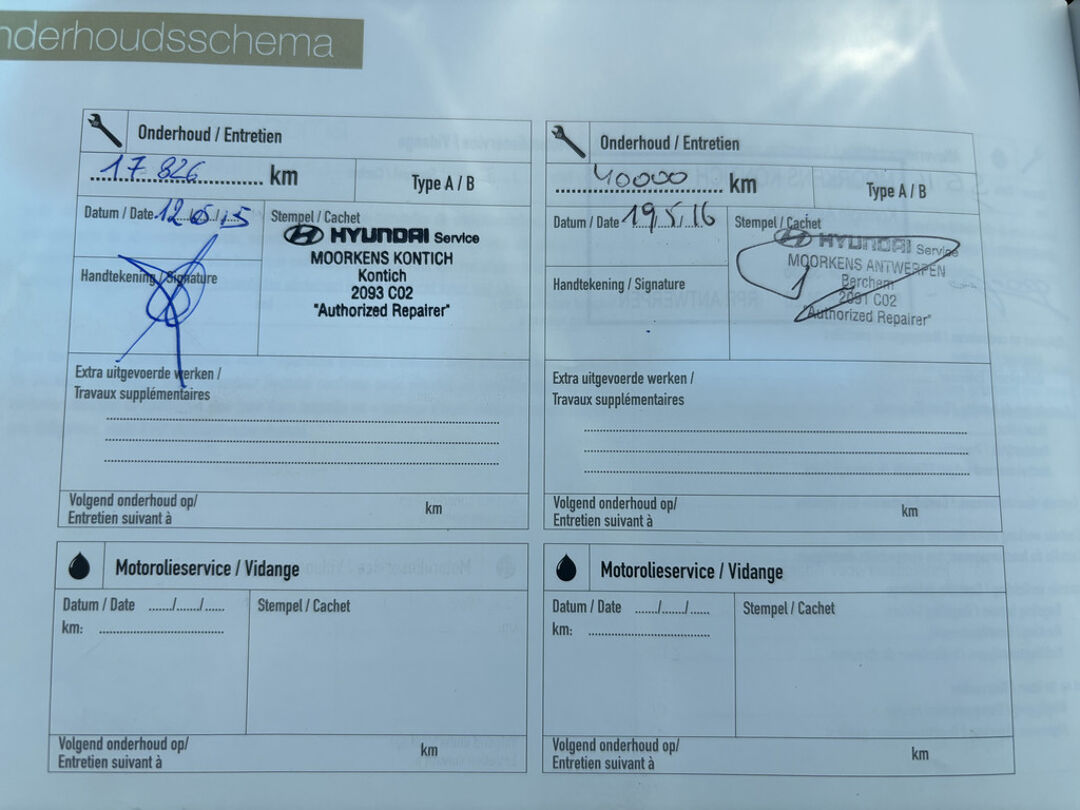 nderhoudsschema
Onderhoud / Entretien
17 826 km
Type A / B
Datum / Date 12.05.15
Stempel / Cachet
HYUNDAI Service
MOORKENS KONTICH
Kontich
2093 C02
"Authorized Repairer"
Handtekening / Signature
Extra uitgevoerde werken /
Travaux supplémentaires
Volgend onderhoud op/
Entretien suivant à
km
Onderhoud / Entretien
40000 km
Type A / B
Datum / Date 19.5.16
Stempel / Cachet
HYUNDAI Service
MOORKENS ANTWERPEN
Berchem
2091 C02
"Authorized Repairer"
Handtekening / Signature
Extra uitgevoerde werken /
Travaux supplémentaires
Volgend onderhoud op/
Entretien suivant à
km
Motorolieservice / Vidange
Datum / Date ....../....../......
km:
Stempel / Cachet
Volgend onderhoud op/
Entretien suivant à
km
Motorolieservice / Vidange
Datum / Date ....../....../......
km:
Stempel / Cachet
Volgend onderhoud op/
Entretien suivant à
km